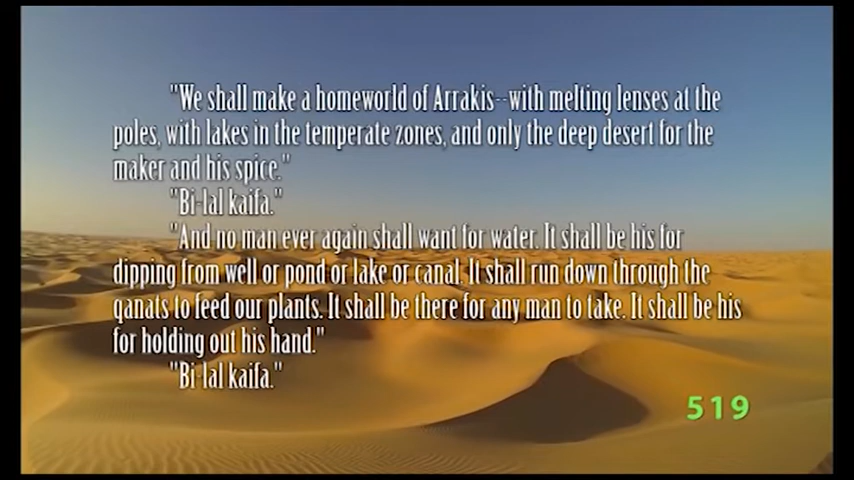 "We shall make a homeworld of Arrakis--with melting lenses at the
poles, with lakes in the temperate zones, and only the deep desert for the
maker and his spice."
"Bi-lal kaifa."
"And no man ever again shall want for water. It shall be his for
dipping from well or pond or lake or canal. It shall run down through the
qanats to feed our plants. It shall be there for any man to take. It shall be his
for holding out his hand."
"Bi-lal kaifa."
519